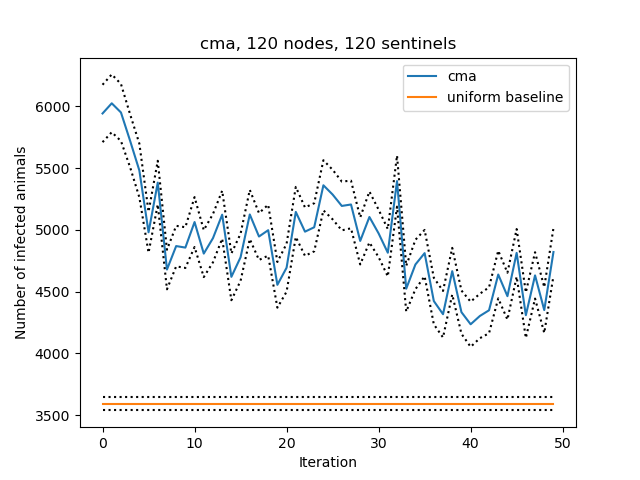 cma, 120 nodes, 120 sentinels
cma
uniform baseline
Number of infected animals
6000
5500
5000
4500
4000
3500
0 10 20 30 40 50
Iteration